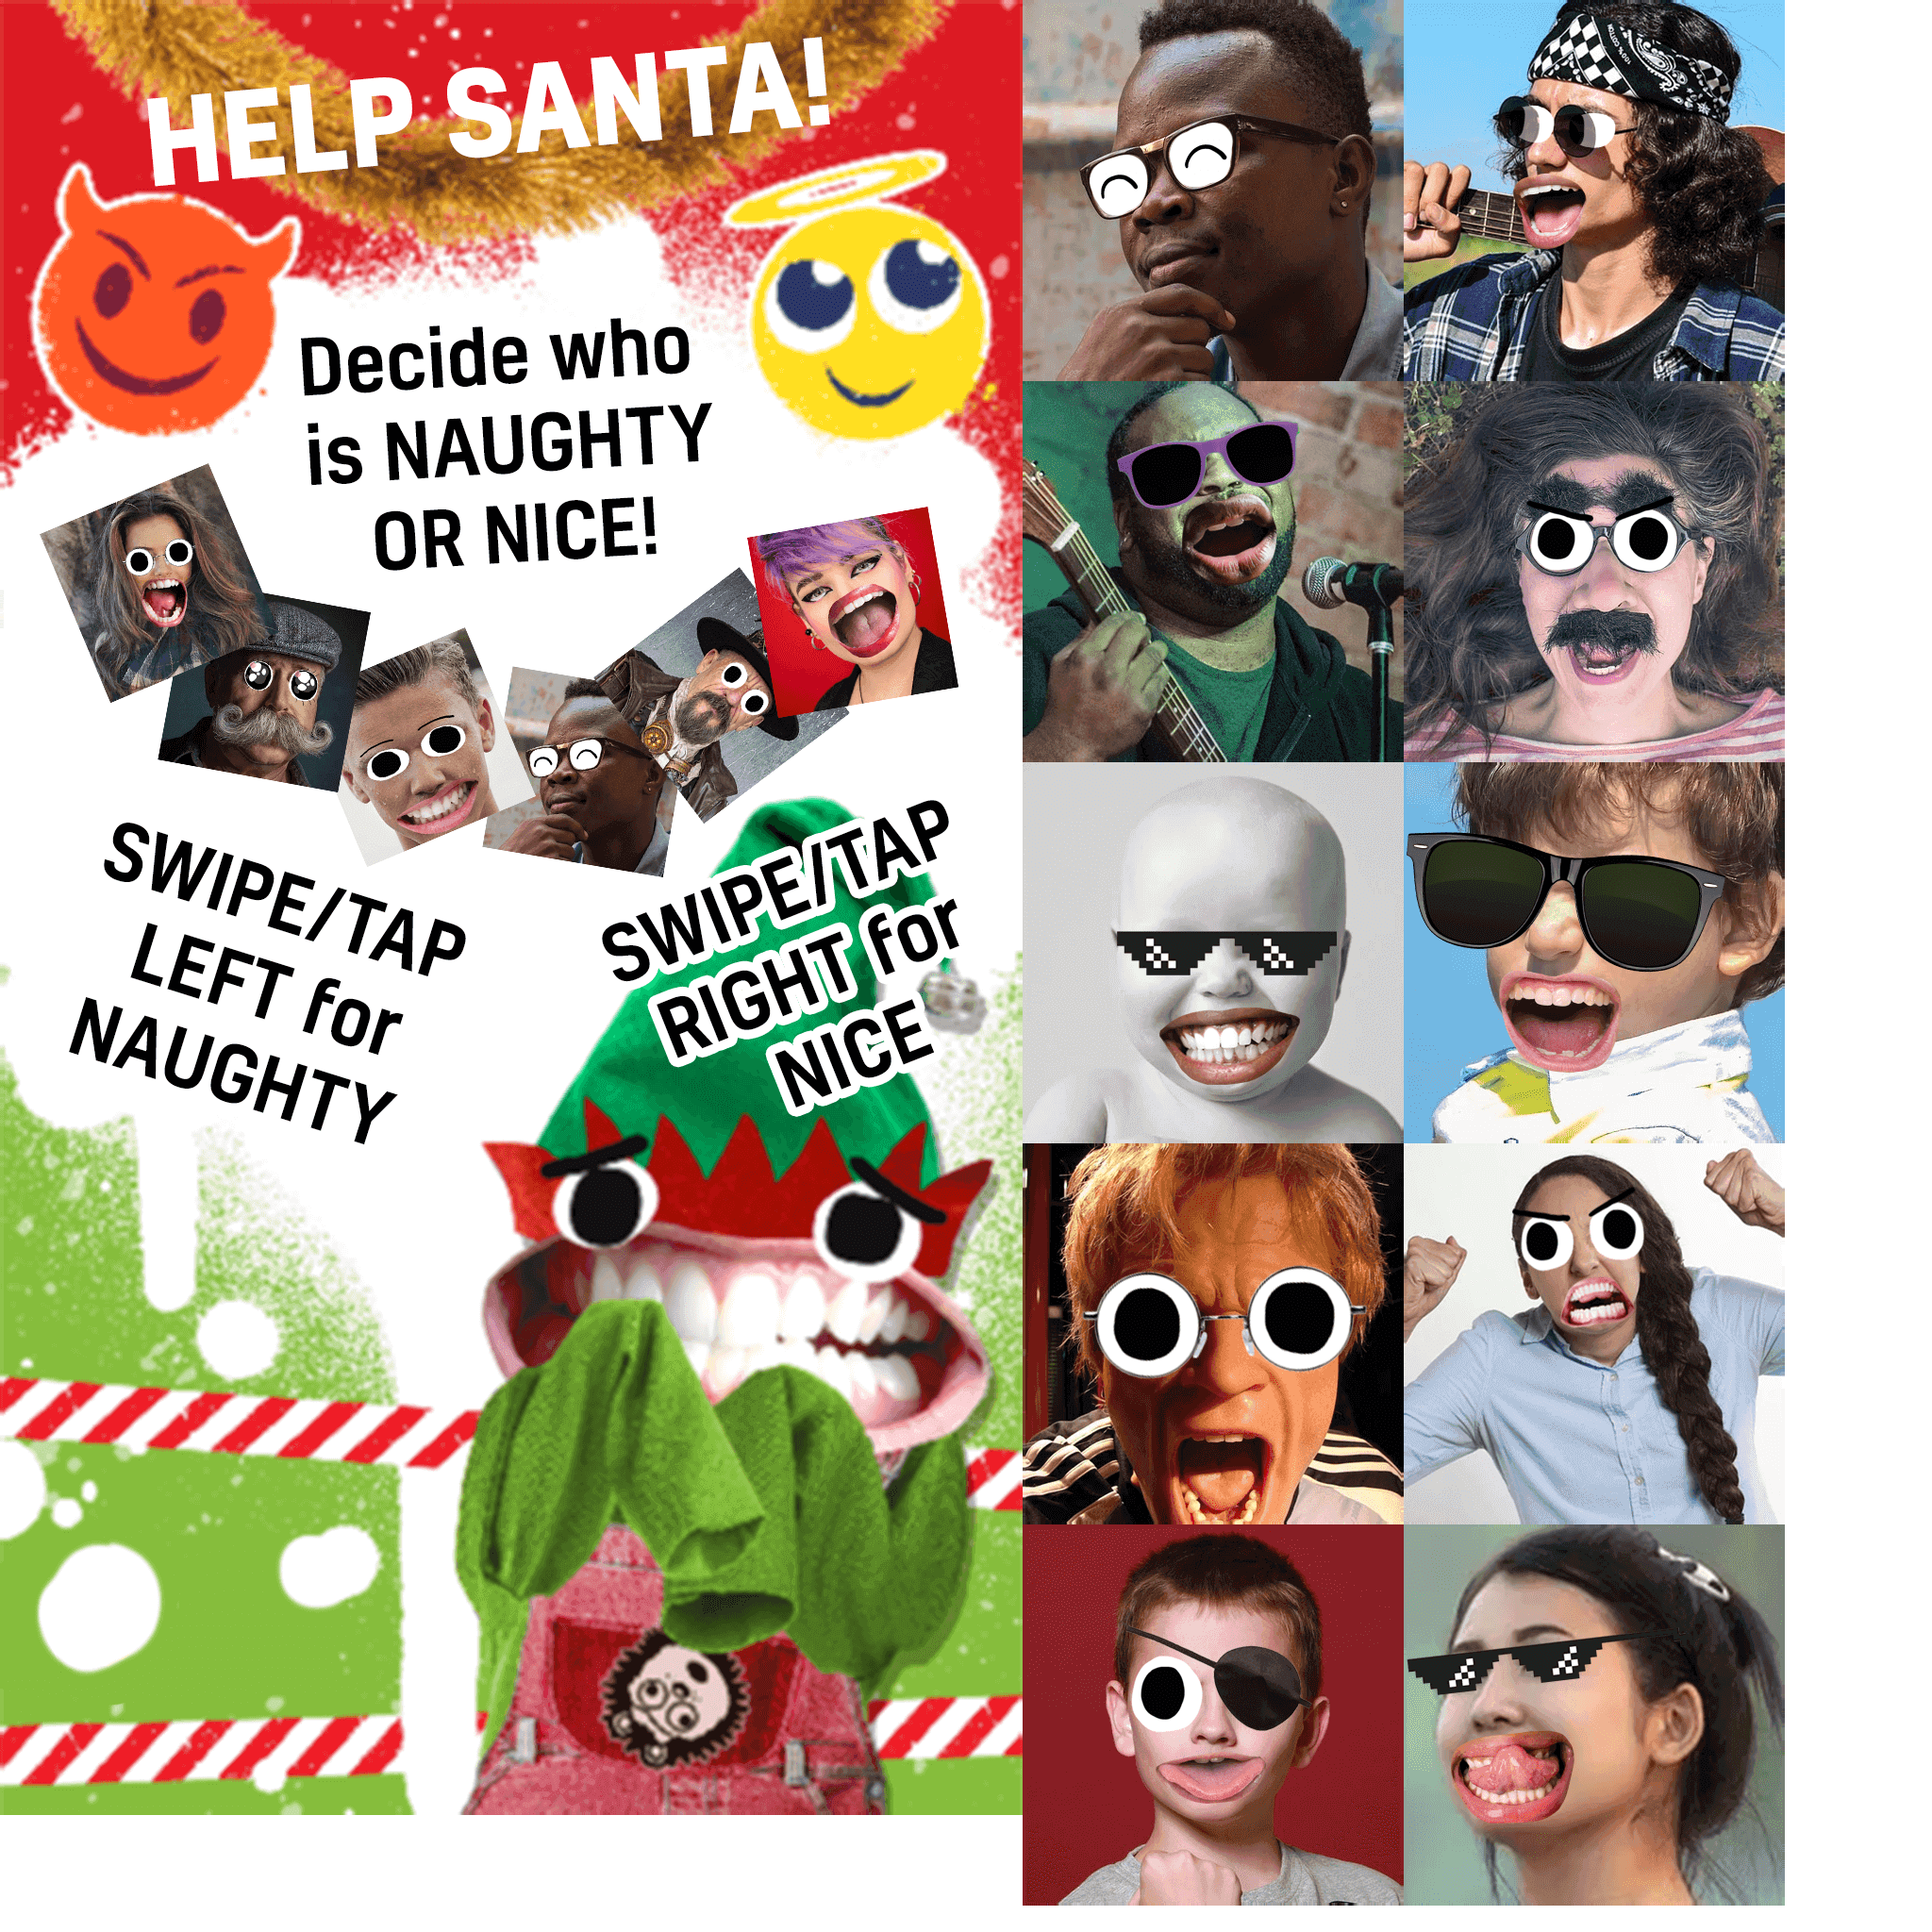 HELP SANTA!
Decide who
is NAUGHTY
OR NICE!
SWIPE/TAP
LEFT for
NAUGHTY
SWIPE/TAP
RIGHT for
NICE